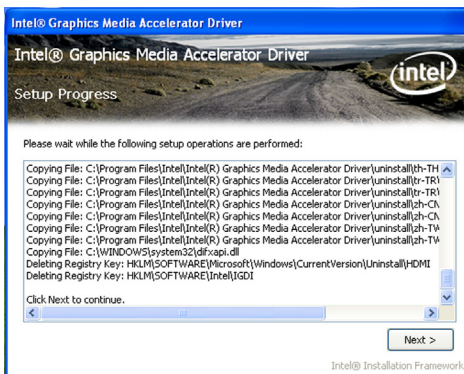 Intel® Graphics Media Accelerator Driver
Intel® Graphics Media Accelerator Driver
intel
Setup Progress
Please wait while the following setup operations are performed:
Copying File: C:\Program Files\Intel\Intel(R) Graphics Media Accelerator Driver\uninstall\th-TH
Copying File: C:\Program Files\Intel\Intel(R) Graphics Media Accelerator Driver\uninstall\tr-TR\
Copying File: C:\Program Files\Intel\Intel(R) Graphics Media Accelerator Driver\uninstall\tr-TR\
Copying File: C:\Program Files\Intel\Intel(R) Graphics Media Accelerator Driver\uninstall\zh-CN
Copying File: C:\Program Files\Intel\Intel(R) Graphics Media Accelerator Driver\uninstall\zh-CN
Copying File: C:\Program Files\Intel\Intel(R) Graphics Media Accelerator Driver\uninstall\zh-TW
Copying File: C:\Program Files\Intel\Intel(R) Graphics Media Accelerator Driver\uninstall\zh-TW
Copying File: C:\WINDOWS\system32\difxapi.dll
Deleting Registry Key: HKLM\SOFTWARE\Microsoft\Windows\CurrentVersion\Uninstall\HDMI
Deleting Registry Key: HKLM\SOFTWARE\Intel\IGDI
Click Next to continue.
Next >
Intel® Installation Framework